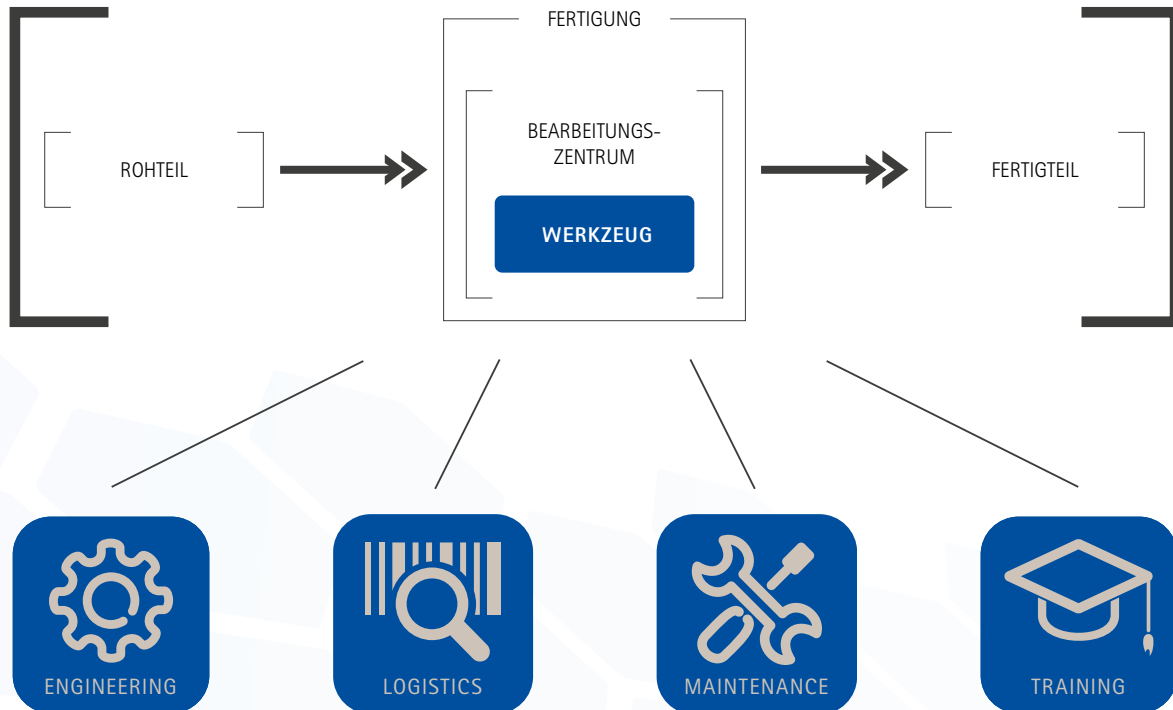 FERTIGUNG
ROHTEIL
BEARBEITUNGS-
ZENTRUM
WERKZEUG
FERTIGTEIL
ENGINEERING
LOGISTICS
MAINTENANCE
TRAINING